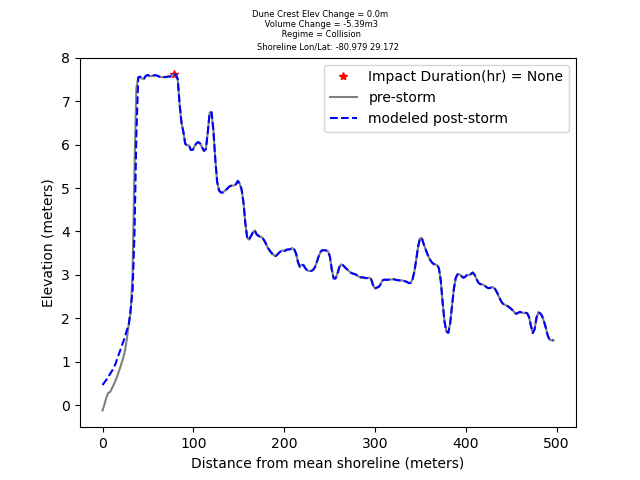 Dune Crest Elev Change = 0.0m
Volume Change = -5.39m3
Regime = Collision
Shoreline Lon/Lat: -80.979 29.172
Impact Duration(hr) = None
pre-storm
modeled post-storm
Elevation (meters)
8
7
6
5
4
3
2
1
0
0 100 200 300 400 500
Distance from mean shoreline (meters)